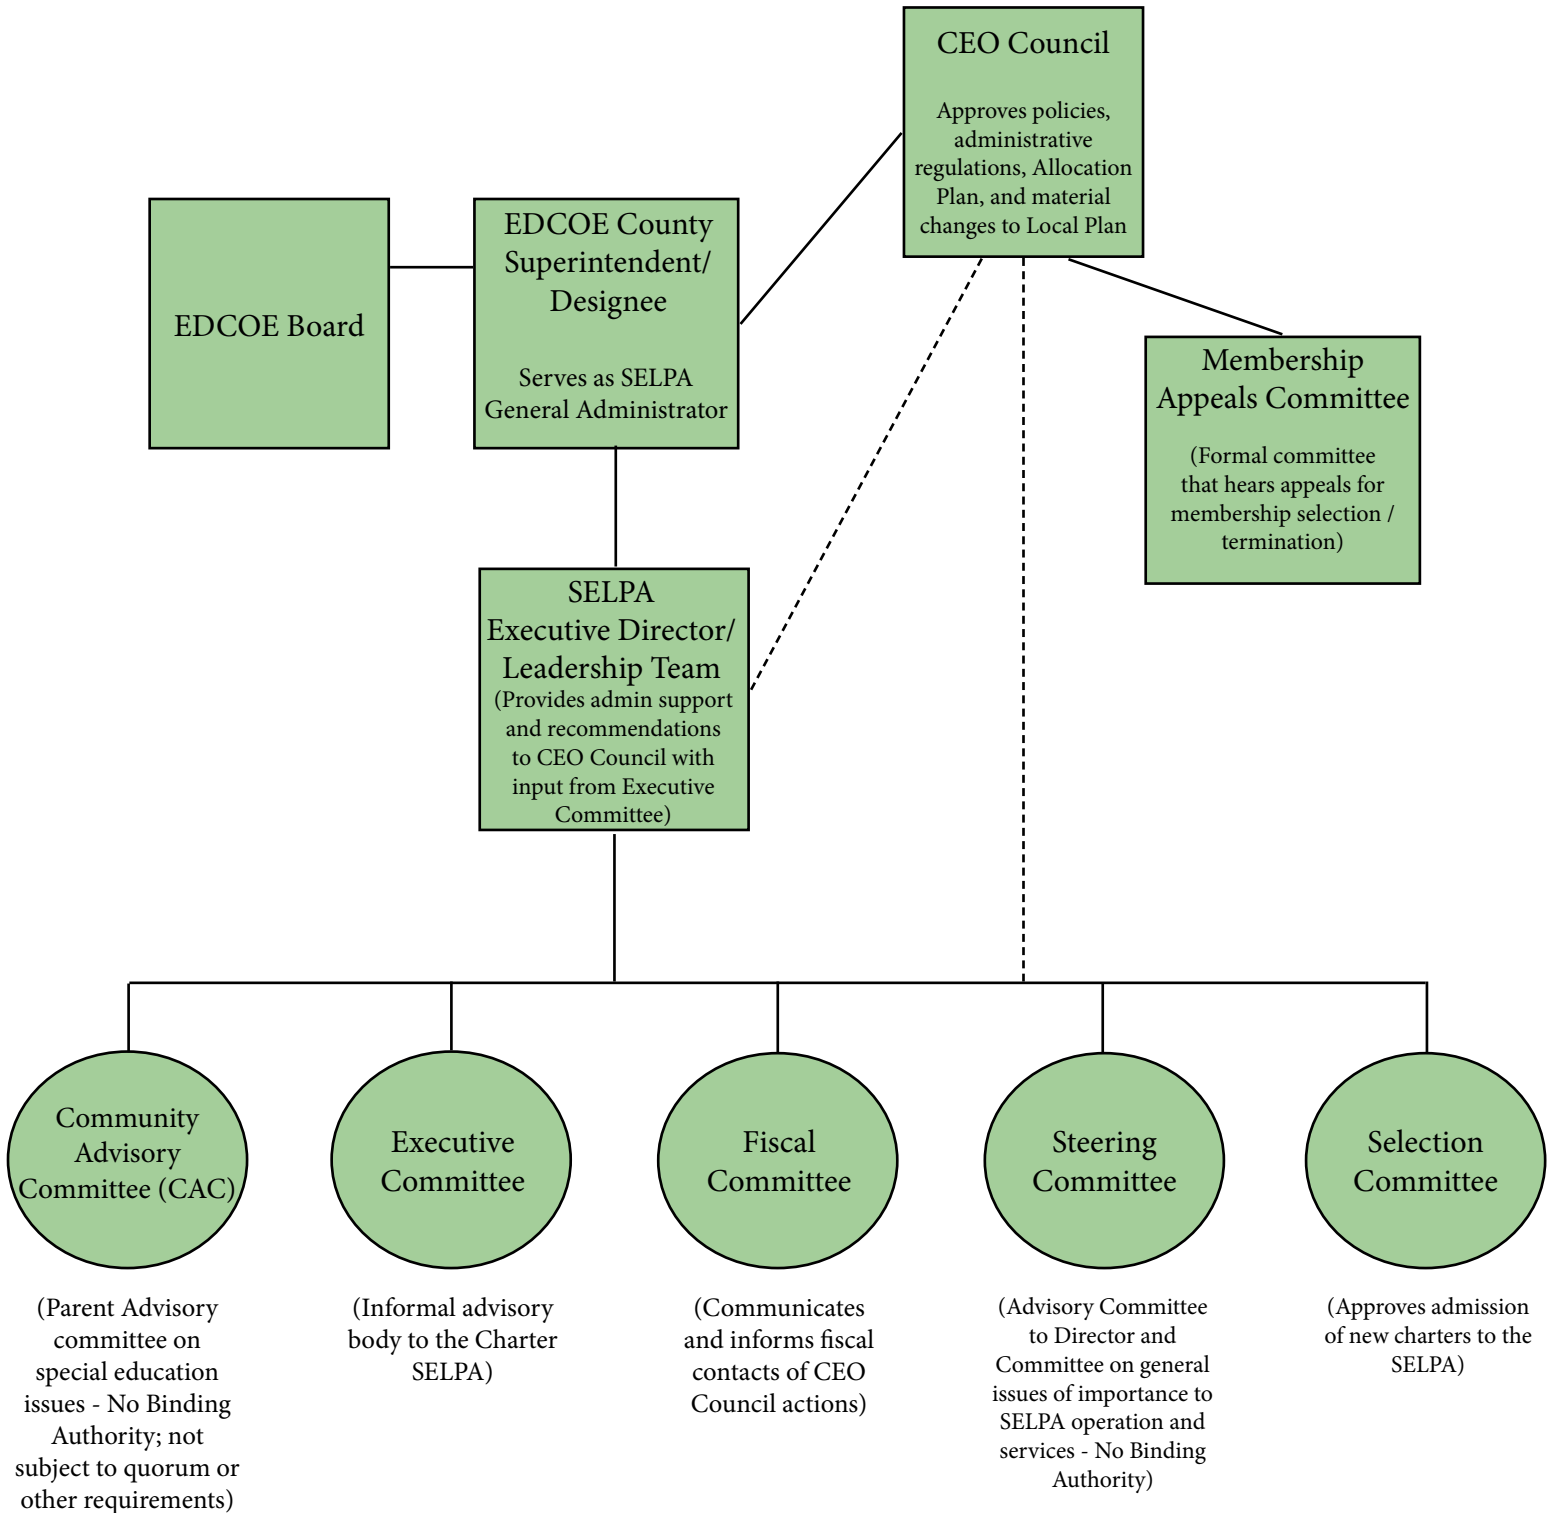 CEO Council
Approves policies,
administrative
regulations, Allocation
Plan, and material
changes to Local Plan
EDCOE Board
EDCOE County
Superintendent/
Designee
Serves as SELPA
General Administrator
Membership
Appeals Committee
(Formal committee
that hears appeals for
membership selection /
termination)
SELPA
Executive Director/
Leadership Team
(Provides admin support
and recommendations
to CEO Council with
input from Executive
Committee)
Community
Advisory
Committee (CAC)
(Parent Advisory
committee on
special education
issues - No Binding
Authority; not
subject to quorum or
other requirements)
Executive
Committee
(Informal advisory
body to the Charter
SELPA)
Fiscal
Committee
(Communicates
and informs fiscal
contacts of CEO
Council actions)
Steering
Committee
(Advisory Committee
to Director and
Committee on general
issues of importance to
SELPA operation and
services - No Binding
Authority)
Selection
Committee
(Approves admission
of new charters to the
SELPA)